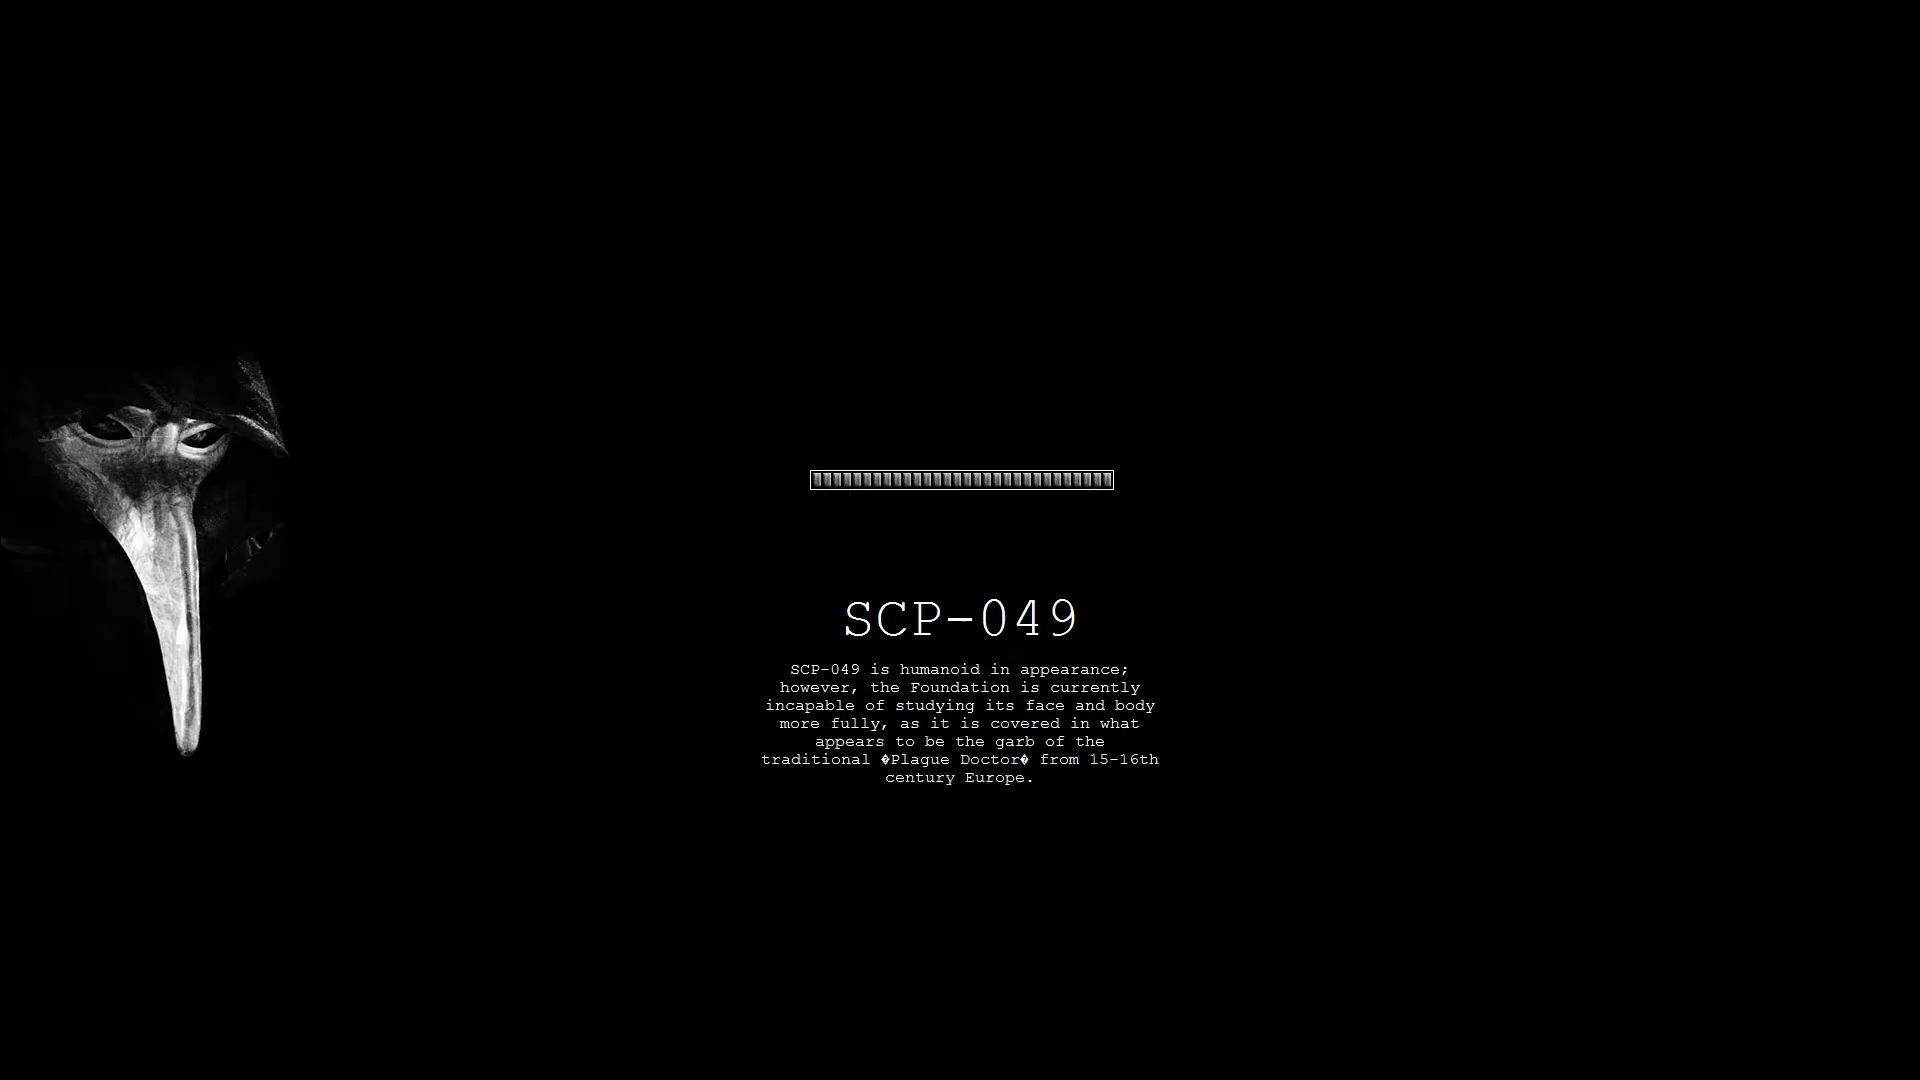 SCP-049
SCP-049 is humanoid in appearance;
however, the Foundation is currently
incapable of studying its face and body
more fully, as it is covered in what
appears to be the garb of the
traditional �Plague Doctor� from 15-16th
century Europe.